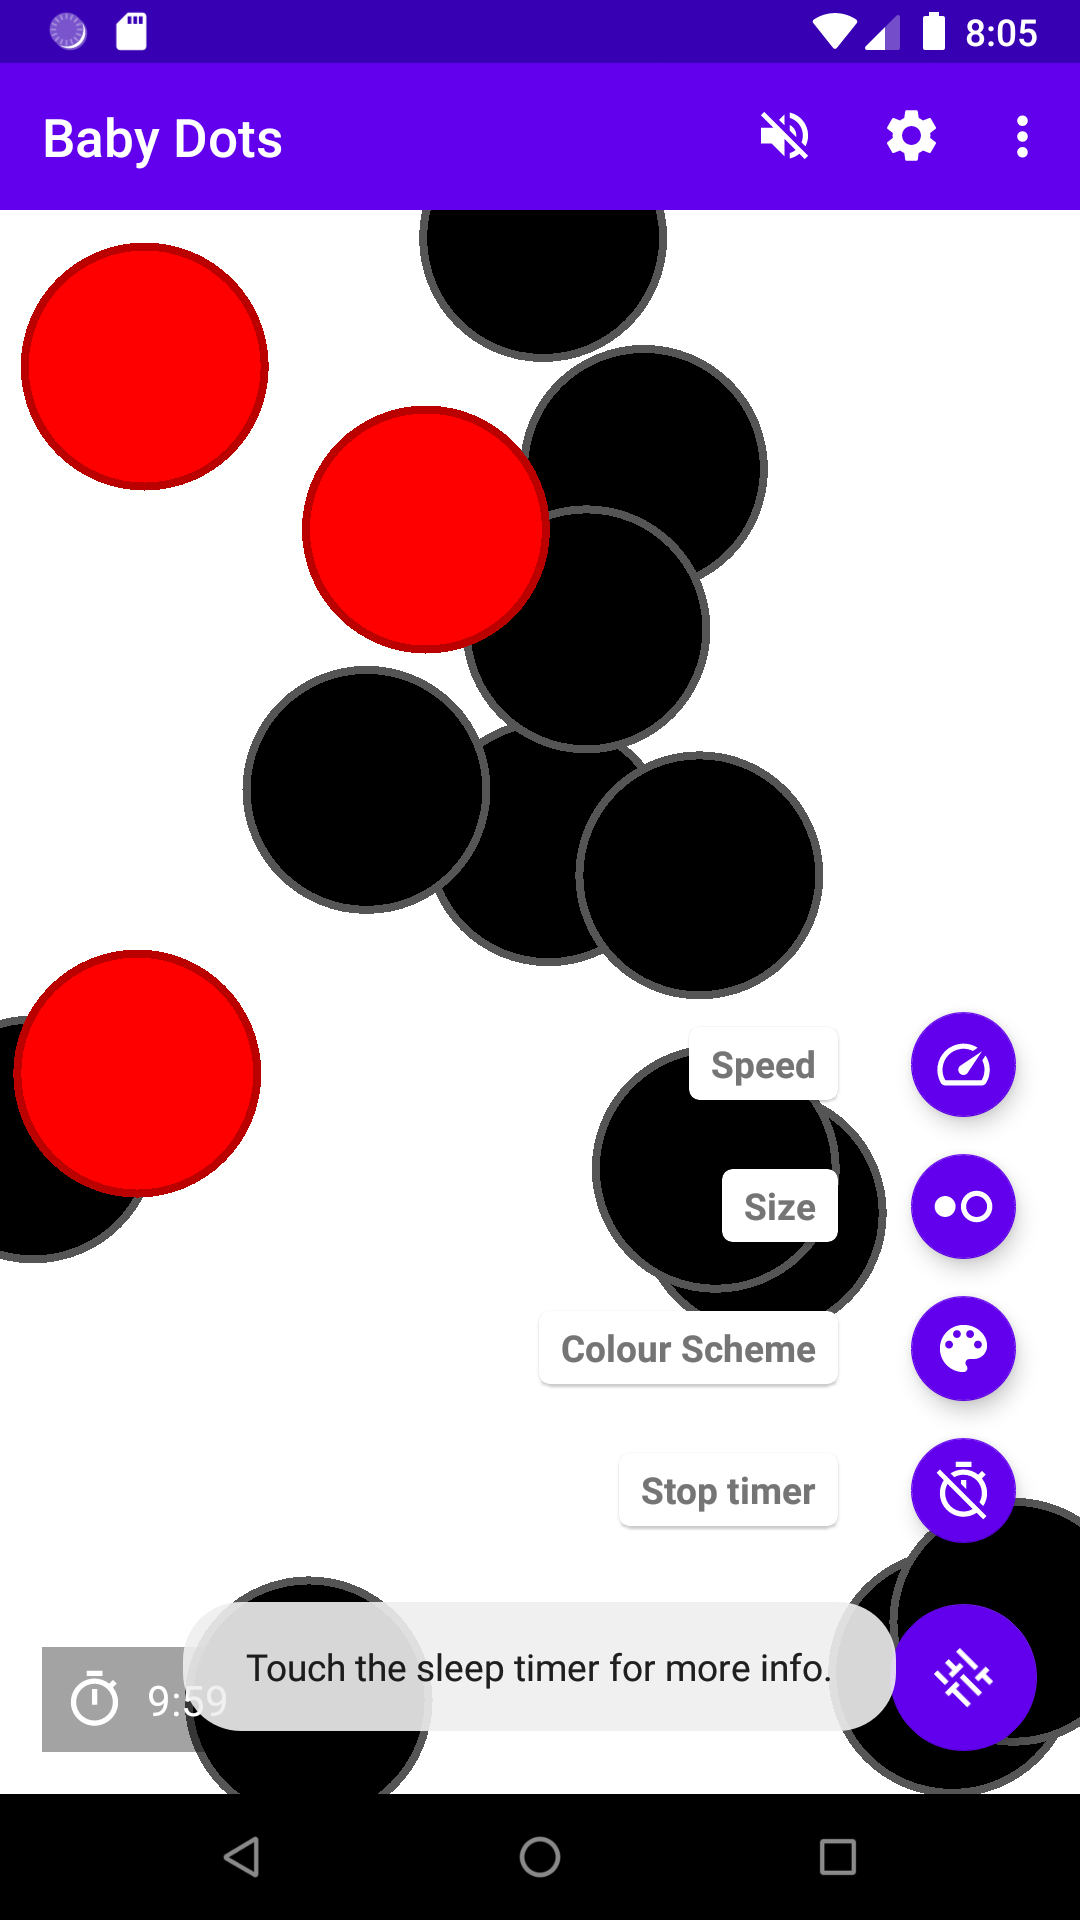 8:05
Baby Dots
Speed
Size
Colour Scheme
Stop timer
Touch the sleep timer for more info.
9:59